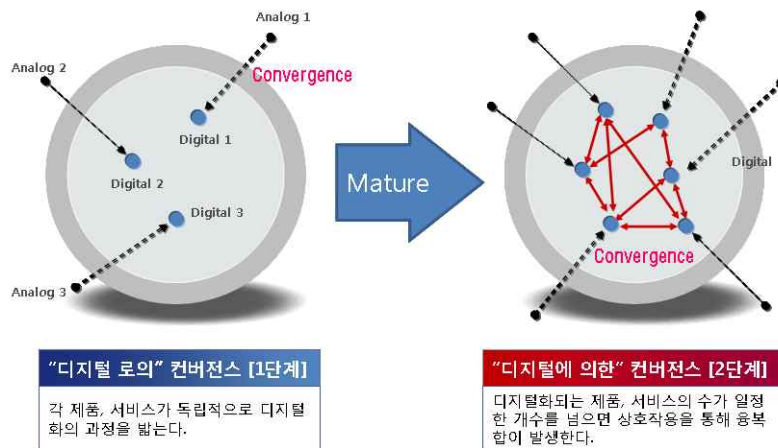 Analog 1
Analog 2
Convergence
Digital 1
Digital 2
Digital 3
Analog 3
Mature
Digital
Convergence
"디지털 로의" 컨버전스 [1단계]
각 제품, 서비스가 독립적으로 디지털
화의 과정을 밟는다.
"디지털에 의한" 컨버전스 [2단계]
디지털화되는 제품, 서비스의 수가 일정
한 개수를 넘으면 상호작용을 통해 융복
합이 발생한다.